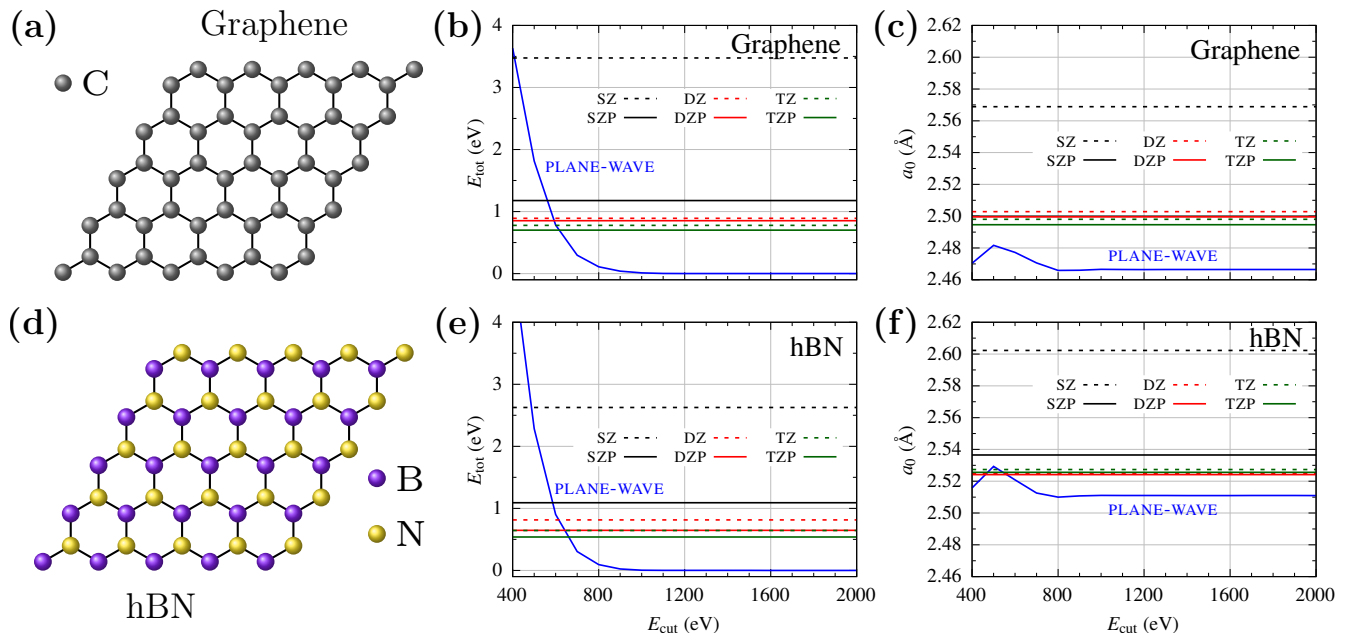 (a)
Graphene
C
(b)
Graphene
4
3
2
1
0
E_tot (eV)
SZ DZ TZ
SZP DZP TZP
PLANE-WAVE
(c)
Graphene
2.62
2.60
2.58
2.56
2.54
2.52
2.50
2.48
2.46
a_0 (Å)
SZ DZ TZ
SZP DZP TZP
PLANE-WAVE
(d)
B
N
hBN
(e)
hBN
4
3
2
1
0
E_tot (eV)
SZ DZ TZ
SZP DZP TZP
PLANE-WAVE
400 800 1200 1600 2000
E_cut (eV)
(f)
hBN
2.62
2.60
2.58
2.56
2.54
2.52
2.50
2.48
2.46
a_0 (Å)
SZ DZ TZ
SZP DZP TZP
PLANE-WAVE
400 800 1200 1600 2000
E_cut (eV)